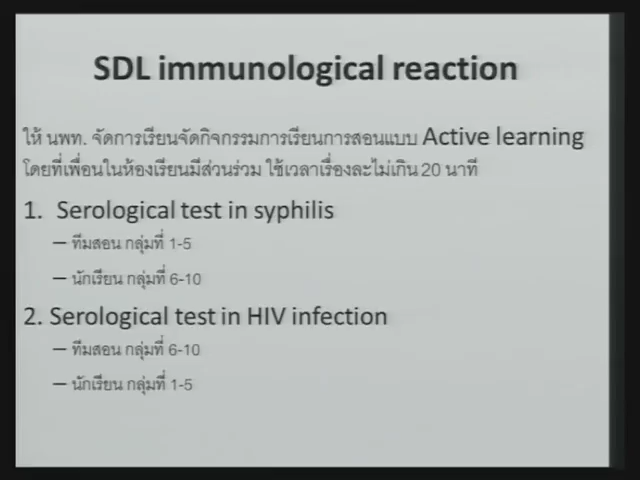 SDL immunological reaction
ให้ นพท. จัดการเรียนจัดกิจกรรมการเรียนการสอนแบบ Active learning
โดยที่เพื่อนในห้องเรียนมีส่วนร่วม ใช้เวลาเรื่องละไม่เกิน 20 นาที
1. Serological test in syphilis
– ทีมสอน กลุ่มที่ 1-5
– นักเรียน กลุ่มที่ 6-10
2. Serological test in HIV infection
– ทีมสอน กลุ่มที่ 6-10
– นักเรียน กลุ่มที่ 1-5